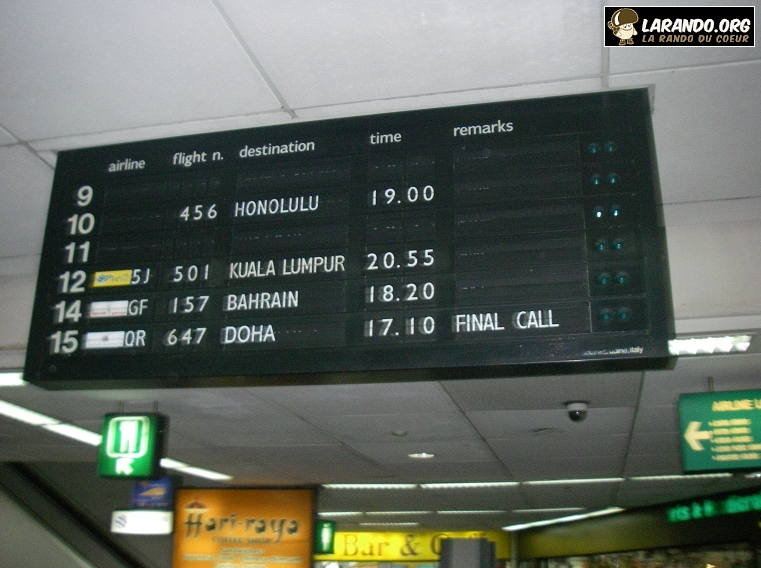 LARANDO.ORG
LA RANDO DU COEUR
airline flight n. destination time remarks
9
10 456 HONOLULU 19.00
11
12 5J 501 KUALA LUMPUR 20.55
14 GF 157 BAHRAIN 18.20
15 QR 647 DOHA 17.10 FINAL CALL
Hari-raya
COFFEE SHOP
Bar &